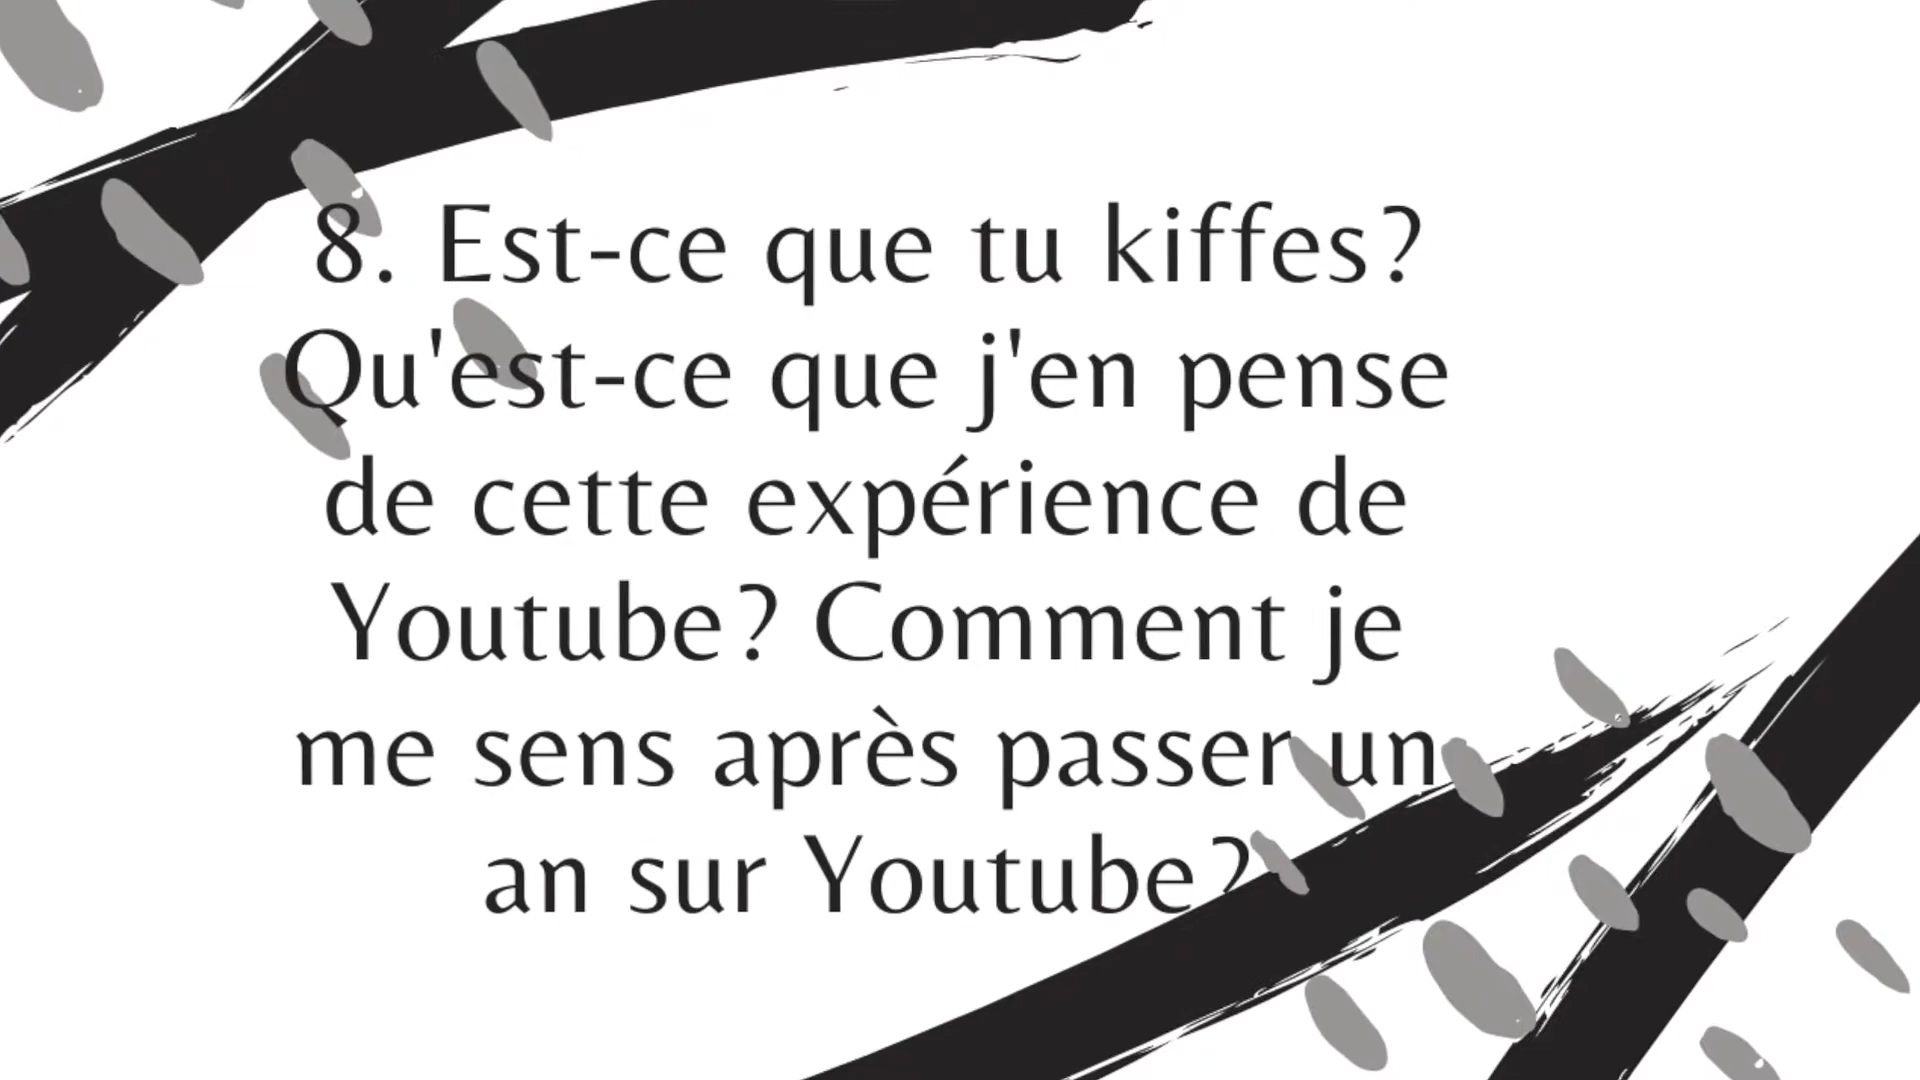 8. Est-ce que tu kiffes?
Qu'est-ce que j'en pense
de cette expérience de
Youtube? Comment je
me sens après passer un
an sur Youtube?